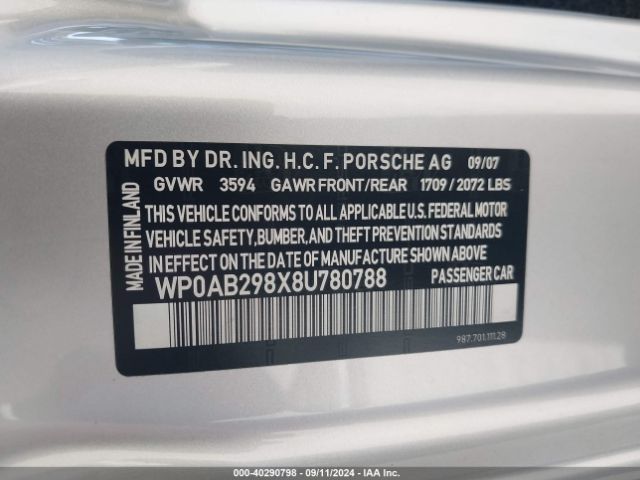 MFD BY DR. ING. H.C. F. PORSCHE AG 09/07
GVWR 3594 GAWR FRONT/REAR 1709 / 2072 LBS
THIS VEHICLE CONFORMS TO ALL APPLICABLE U.S. FEDERAL MOTOR
VEHICLE SAFETY, BUMPER, AND THEFT PREVENTION STANDARDS
IN EFFECT ON THE DATE OF MANUFACTURE SHOWN ABOVE.
WP0AB298X8U780788 PASSENGER CAR
MADE IN FINLAND
987.701.111.28
000-40290798 - 09/11/2024 - IAA Inc.